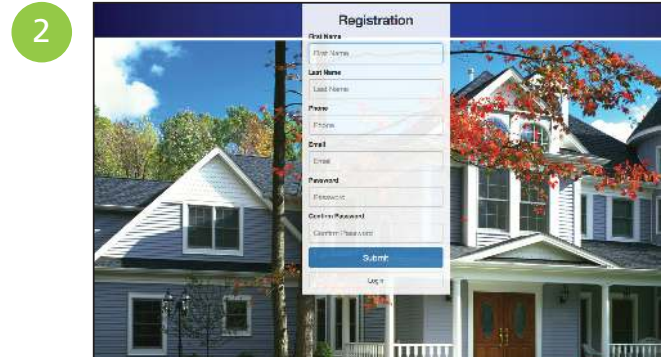 2
Registration
First Name
First Name
Last Name
Last Name
Phone
Phone
Email
Email
Password
Password
Confirm Password
Confirm Password
Submit
Login